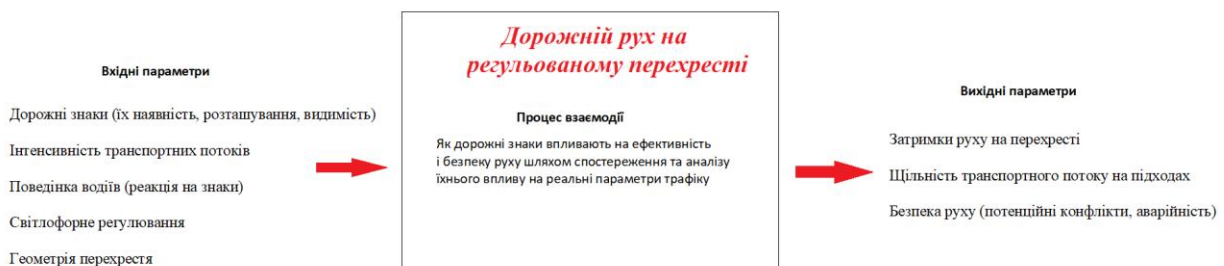 Вхідні параметри
Дорожні знаки (їх наявність, розташування, видимість)
Інтенсивність транспортних потоків
Поведінка водіїв (реакція на знаки)
Світлофорне регулювання
Геометрія перехрестя
Дорожній рух на
регульованому перехресті
Процес взаємодії
Як дорожні знаки впливають на ефективність
і безпеку руху шляхом спостереження та аналізу
їхнього впливу на реальні параметри трафіку
Вихідні параметри
Затримки руху на перехресті
Щільність транспортного потоку на підходах
Безпека руху (потенційні конфлікти, аварійність)